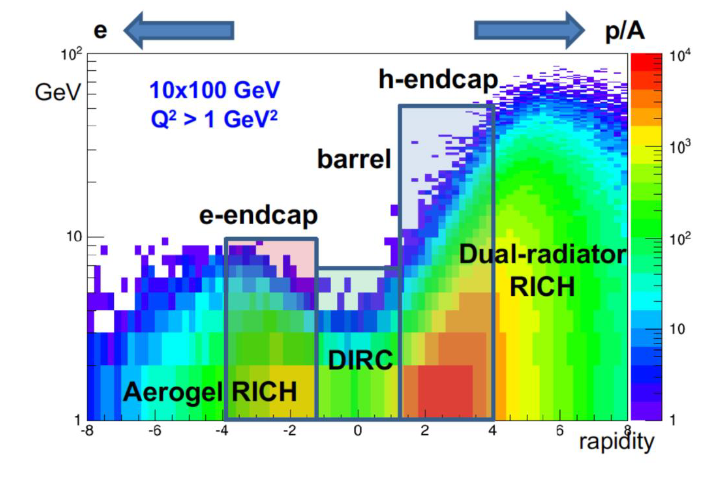 e
p/A
10²
GeV
10x100 GeV
Q² > 1 GeV²
h-endcap
barrel
e-endcap
10
Dual-radiator
RICH
DIRC
Aerogel RICH
1
-8
-6
-4
-2
0
2
4
6
8
rapidity
10⁴
10³
10²
10
1